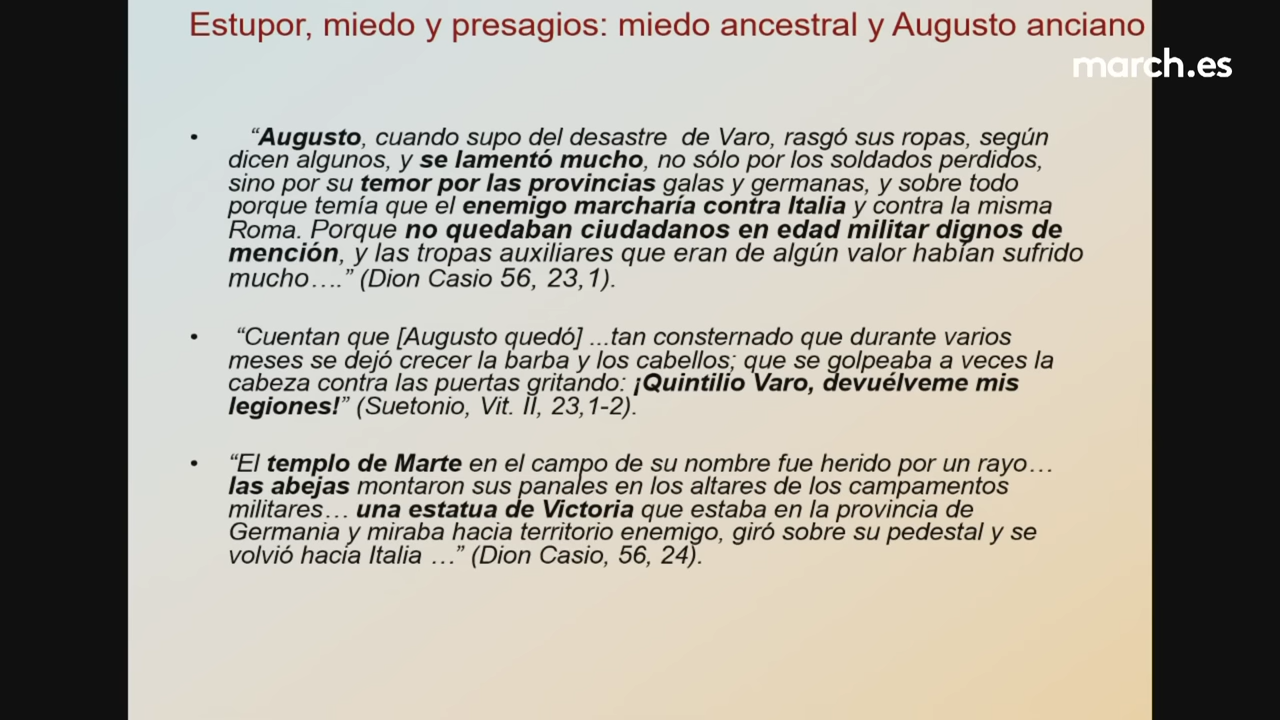 Estupor, miedo y presagios: miedo ancestral y Augusto anciano
march.es
• “Augusto, cuando supo del desastre de Varo, rasgó sus ropas, según
dicen algunos, y se lamentó mucho, no sólo por los soldados perdidos,
sino por su temor por las provincias galas y germanas, y sobre todo
porque temía que el enemigo marcharía contra Italia y contra la misma
Roma. Porque no quedaban ciudadanos en edad militar dignos de
mención, y las tropas auxiliares que eran de algún valor habían sufrido
mucho….” (Dion Casio 56, 23,1).
• “Cuentan que [Augusto quedó] ...tan consternado que durante varios
meses se dejó crecer la barba y los cabellos; que se golpeaba a veces la
cabeza contra las puertas gritando: ¡Quintilio Varo, devuélveme mis
legiones!” (Suetonio, Vit. II, 23,1-2).
• “El templo de Marte en el campo de su nombre fue herido por un rayo…
las abejas montaron sus panales en los altares de los campamentos
militares… una estatua de Victoria que estaba en la provincia de
Germania y miraba hacia territorio enemigo, giró sobre su pedestal y se
volvió hacia Italia …” (Dion Casio, 56, 24).